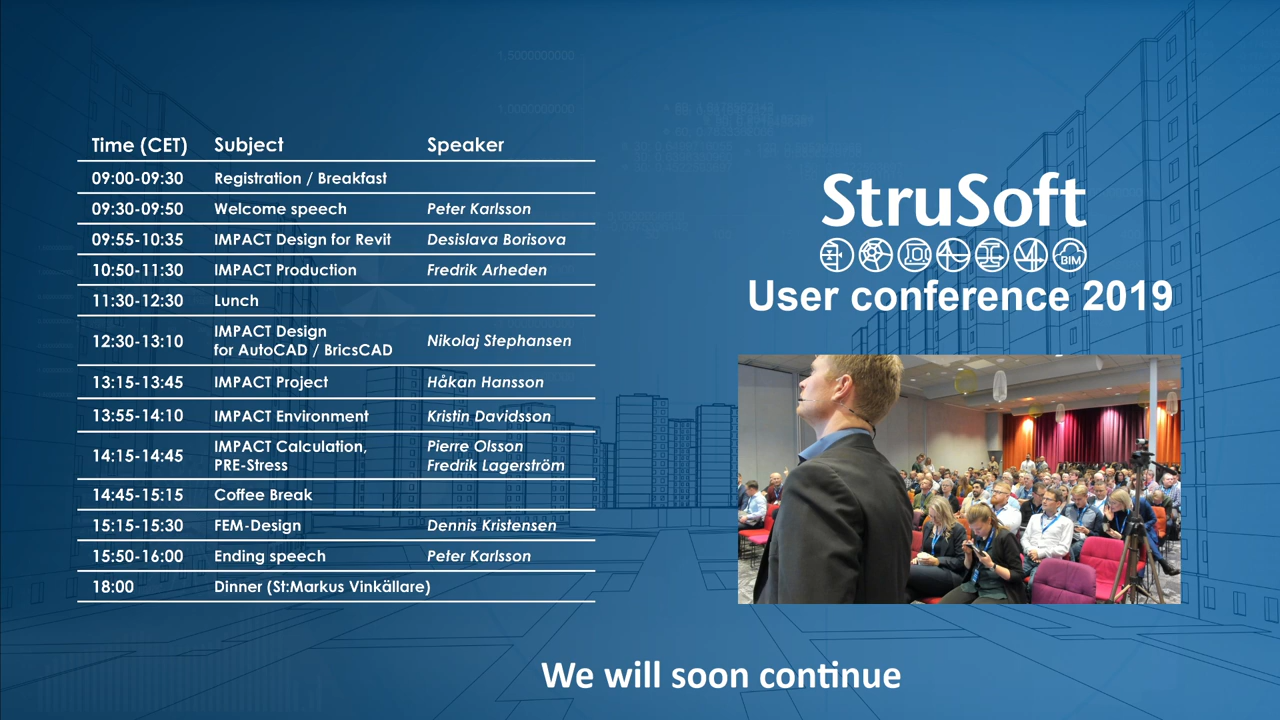 Time (CET) Subject Speaker
09:00-09:30 Registration / Breakfast
09:30-09:50 Welcome speech Peter Karlsson
09:55-10:35 IMPACT Design for Revit Desislava Borisova
10:50-11:30 IMPACT Production Fredrik Arheden
11:30-12:30 Lunch
12:30-13:10 IMPACT Design
for AutoCAD / BricsCAD Nikolaj Stephansen
13:15-13:45 IMPACT Project Håkan Hansson
13:55-14:10 IMPACT Environment Kristin Davidsson
14:15-14:45 IMPACT Calculation, Pierre Olsson
PRE-Stress Fredrik Lagerström
14:45-15:15 Coffee Break
15:15-15:30 FEM-Design Dennis Kristensen
15:50-16:00 Ending speech Peter Karlsson
18:00 Dinner (St:Markus Vinkällare)
StruSoft
BIM
User conference 2019
We will soon continue
1,5000000000
1,0000000000